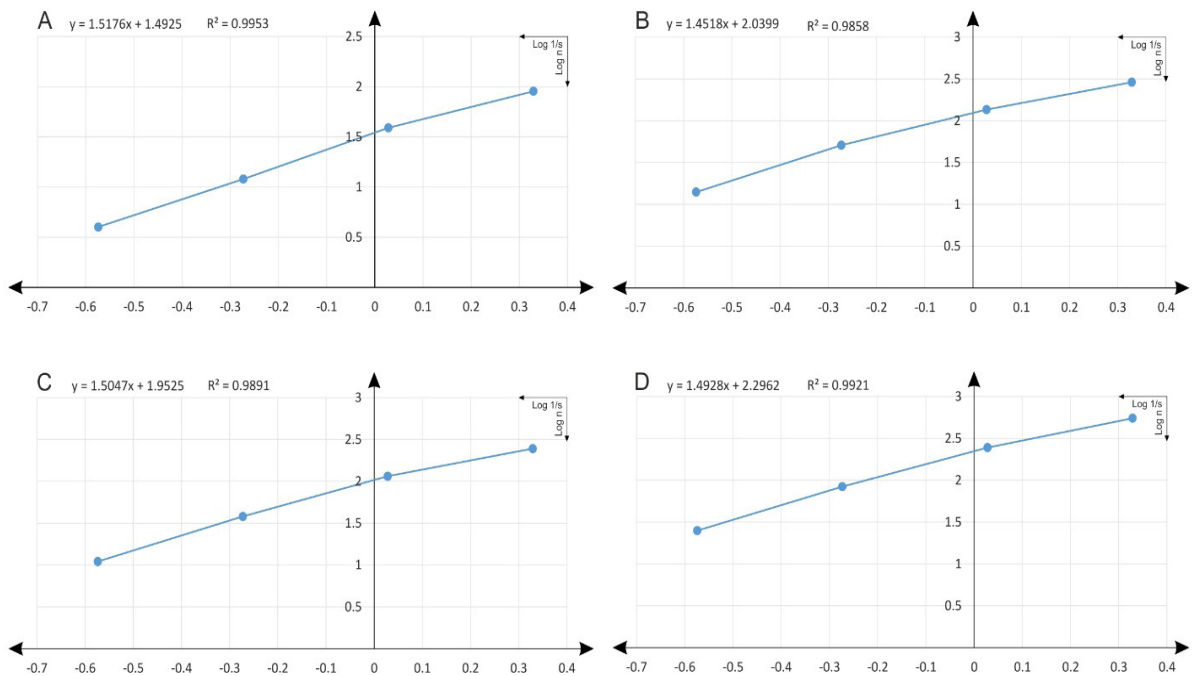 A
y = 1.5176x + 1.4925 R² = 0.9953
2.5
2
1.5
1
0.5
-0.7 -0.6 -0.5 -0.4 -0.3 -0.2 -0.1 0 0.1 0.2 0.3 0.4
Log 1/s
Log n
B
y = 1.4518x + 2.0399 R² = 0.9858
3
2.5
2
1.5
1
0.5
-0.7 -0.6 -0.5 -0.4 -0.3 -0.2 -0.1 0 0.1 0.2 0.3 0.4
Log 1/s
Log n
C
y = 1.5047x + 1.9525 R² = 0.9891
3
2.5
2
1.5
1
0.5
-0.7 -0.6 -0.5 -0.4 -0.3 -0.2 -0.1 0 0.1 0.2 0.3 0.4
Log 1/s
Log n
D
y = 1.4928x + 2.2962 R² = 0.9921
3
2.5
2
1.5
1
0.5
-0.7 -0.6 -0.5 -0.4 -0.3 -0.2 -0.1 0 0.1 0.2 0.3 0.4
Log 1/s
Log n